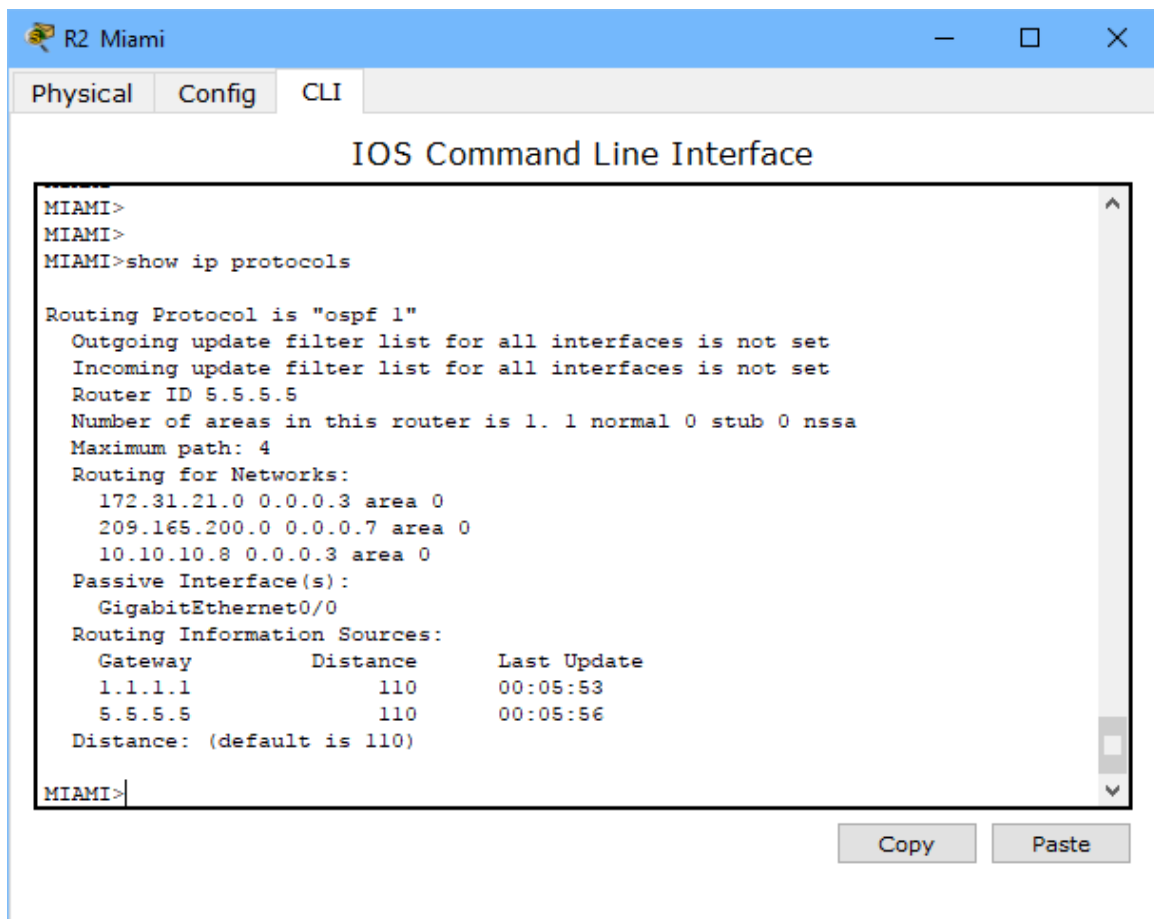 R2 Miami
Physical Config CLI
IOS Command Line Interface
MIAMI>
MIAMI>
MIAMI>show ip protocols
Routing Protocol is "ospf 1"
Outgoing update filter list for all interfaces is not set
Incoming update filter list for all interfaces is not set
Router ID 5.5.5.5
Number of areas in this router is 1. 1 normal 0 stub 0 nssa
Maximum path: 4
Routing for Networks:
172.31.21.0 0.0.0.3 area 0
209.165.200.0 0.0.0.7 area 0
10.10.10.8 0.0.0.3 area 0
Passive Interface(s):
GigabitEthernet0/0
Routing Information Sources:
Gateway Distance Last Update
1.1.1.1 110 00:05:53
5.5.5.5 110 00:05:56
Distance: (default is 110)
MIAMI>
Copy Paste